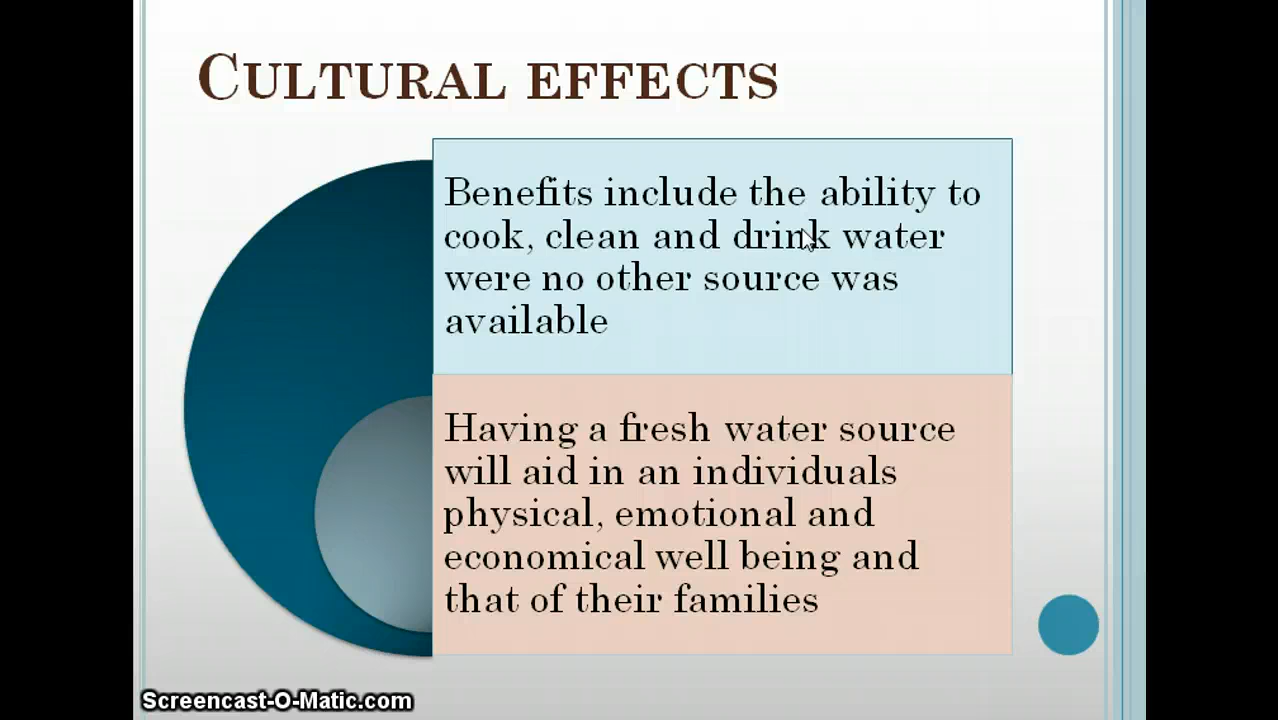 CULTURAL EFFECTS
Benefits include the ability to
cook, clean and drink water
were no other source was
available
Having a fresh water source
will aid in an individuals
physical, emotional and
economical well being and
that of their families
Screencast-O-Matic.com